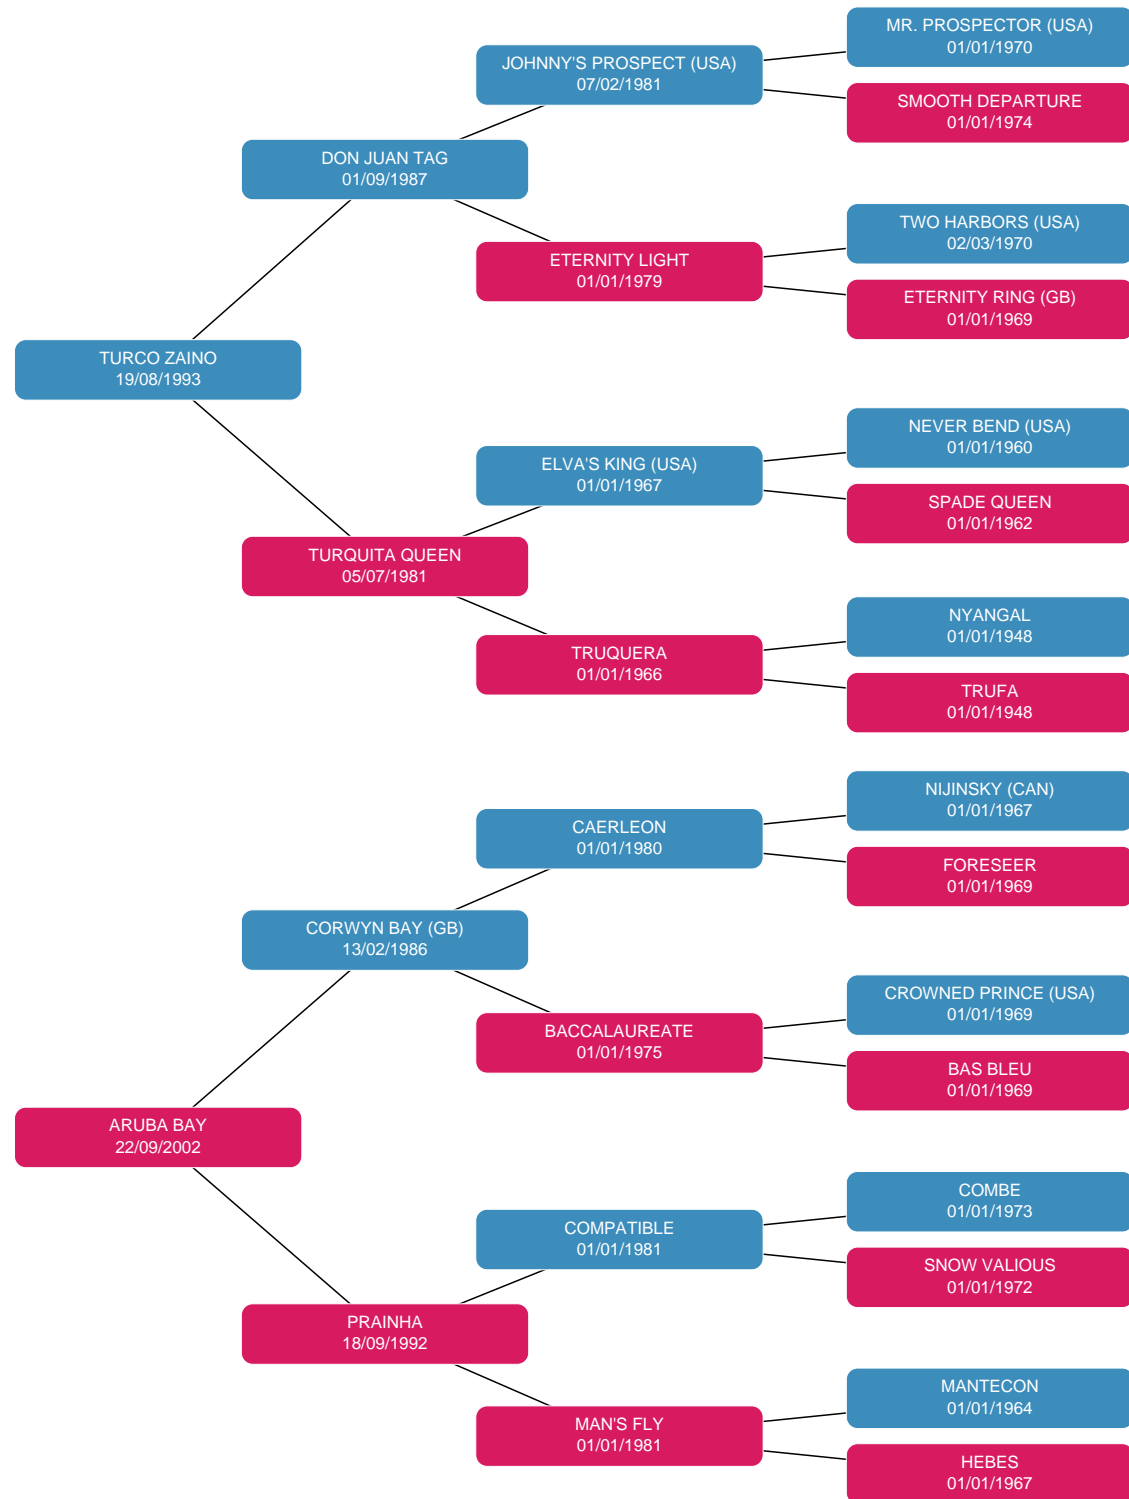 MR. PROSPECTOR (USA)
01/01/1970
JOHNNY'S PROSPECT (USA)
07/02/1981
SMOOTH DEPARTURE
01/01/1974
DON JUAN TAG
01/09/1987
TWO HARBORS (USA)
02/03/1970
ETERNITY LIGHT
01/01/1979
ETERNITY RING (GB)
01/01/1969
TURCO ZAINO
19/08/1993
NEVER BEND (USA)
01/01/1960
ELVA'S KING (USA)
01/01/1967
SPADE QUEEN
01/01/1962
TURQUITA QUEEN
05/07/1981
NYANGAL
01/01/1948
TRUQUERA
01/01/1966
TRUFA
01/01/1948
NIJINSKY (CAN)
01/01/1967
CAERLEON
01/01/1980
FORESEER
01/01/1969
CORWYN BAY (GB)
13/02/1986
CROWNED PRINCE (USA)
01/01/1969
BACCALAUREATE
01/01/1975
BAS BLEU
01/01/1969
ARUBA BAY
22/09/2002
COMBE
01/01/1973
COMPATIBLE
01/01/1981
SNOW VALIOUS
01/01/1972
PRAINHA
18/09/1992
MANTECON
01/01/1964
MAN'S FLY
01/01/1981
HEBES
01/01/1967